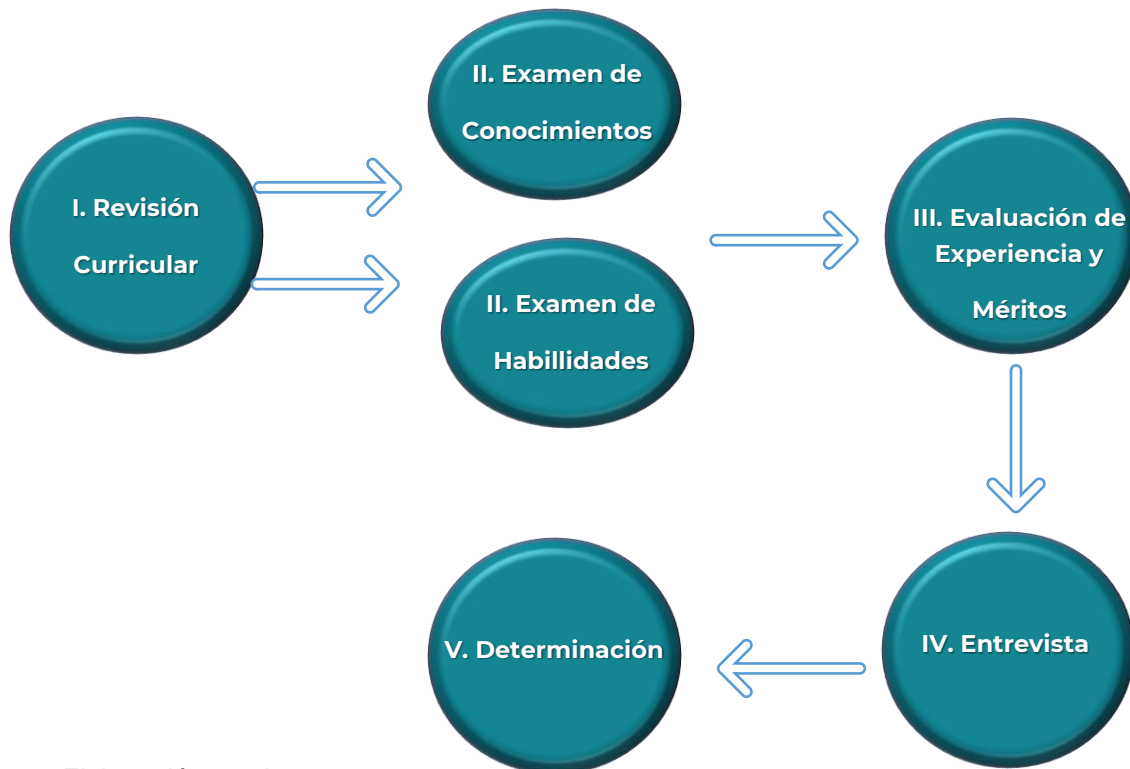 I. Revisión
Curricular
II. Examen de
Conocimientos
II. Examen de
Habillidades
III. Evaluación de
Experiencia y
Méritos
IV. Entrevista
V. Determinación